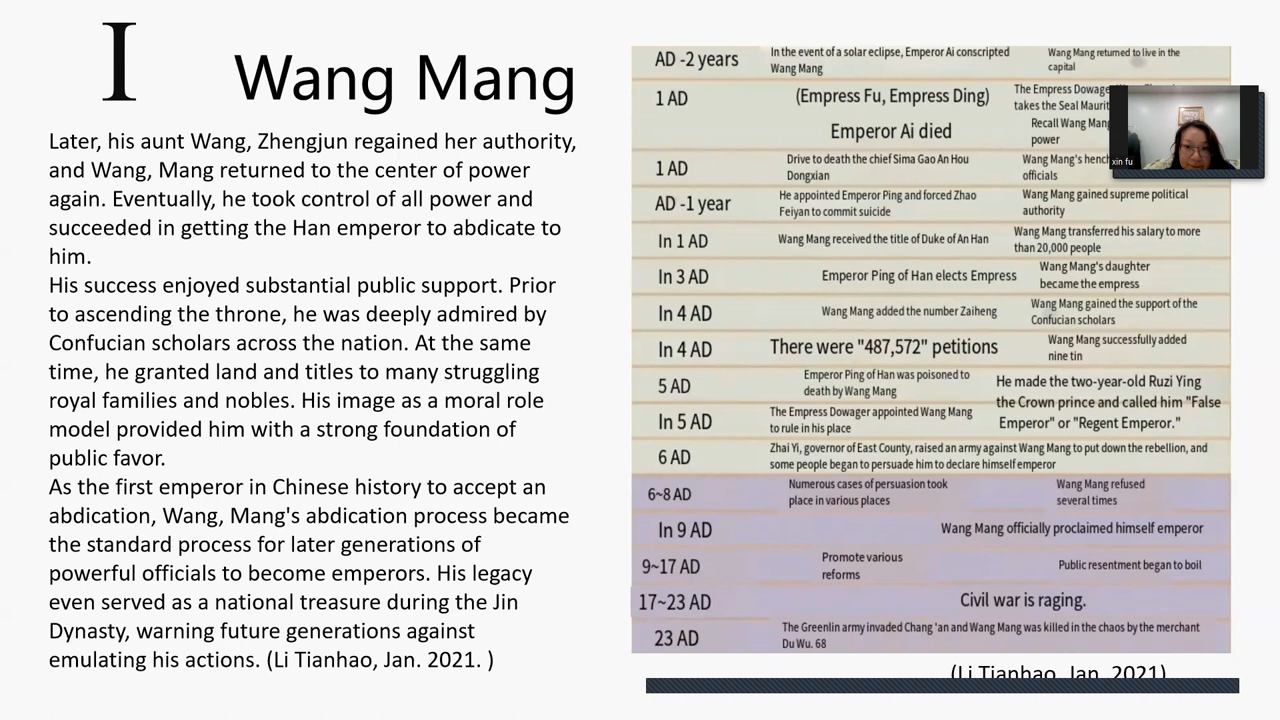 I Wang Mang
Later, his aunt Wang, Zhengjun regained her authority,
and Wang, Mang returned to the center of power
again. Eventually, he took control of all power and
succeeded in getting the Han emperor to abdicate to
him.
His success enjoyed substantial public support. Prior
to ascending the throne, he was deeply admired by
Confucian scholars across the nation. At the same
time, he granted land and titles to many struggling
royal families and nobles. His image as a moral role
model provided him with a strong foundation of
public favor.
As the first emperor in Chinese history to accept an
abdication, Wang, Mang's abdication process became
the standard process for later generations of
powerful officials to become emperors. His legacy
even served as a national treasure during the Jin
Dynasty, warning future generations against
emulating his actions. (Li Tianhao, Jan. 2021. )
AD -2 years
In the event of a solar eclipse, Emperor Ai conscripted
Wang Mang
Wang Mang returned to live in the
capital
1 AD
(Empress Fu, Empress Ding)
Emperor Ai died
The Empress Dowage
takes the Seal Maurit
Recall Wang Mang
power
1 AD
Drive to death the chief Sima Gao An Hou
Dongxian
Wang Mang's hench
officials
AD -1 year
He appointed Emperor Ping and forced Zhao
Feiyan to commit suicide
Wang Mang gained supreme political
authority
In 1 AD
Wang Mang received the title of Duke of An Han
Wang Mang transferred his salary to more
than 20,000 people
In 3 AD
Emperor Ping of Han elects Empress
Wang Mang's daughter
became the empress
In 4 AD
Wang Mang added the number Zaiheng
Wang Mang gained the support of the
Confucian scholars
In 4 AD
There were "487,572" petitions
Wang Mang successfully added
nine tin
5 AD
Emperor Ping of Han was poisoned to
death by Wang Mang
In 5 AD
The Empress Dowager appointed Wang Mang
to rule in his place
He made the two-year-old Ruzi Ying
the Crown prince and called him "False
Emperor" or "Regent Emperor."
6 AD
Zhai Yi, governor of East County, raised an army against Wang Mang to put down the rebellion, and
some people began to persuade him to declare himself emperor
6~8 AD
Numerous cases of persuasion took
place in various places
Wang Mang refused
several times
In 9 AD
Wang Mang officially proclaimed himself emperor
9~17 AD
Promote various
reforms
Public resentment began to boil
17~23 AD
Civil war is raging.
23 AD
The Greenlin army invaded Chang 'an and Wang Mang was killed in the chaos by the merchant
Du Wu. 68
(Li Tianhao, Jan. 2021)
xin fu